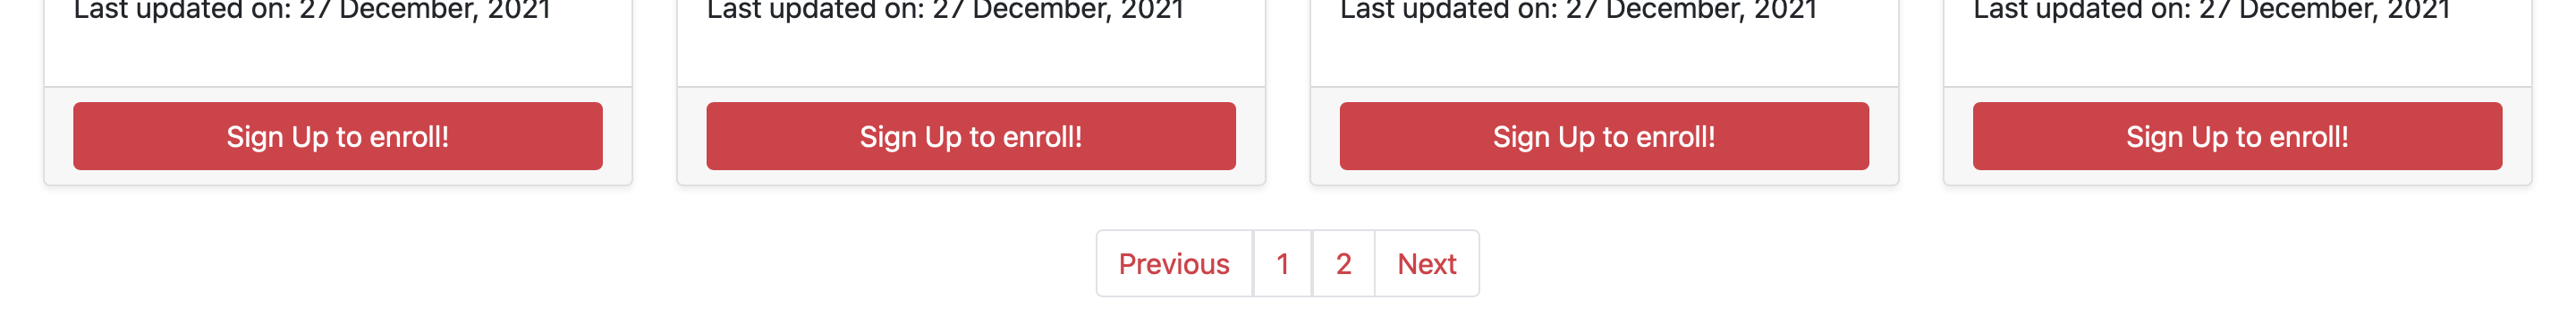 Last updated on: 27 December, 2021
Last updated on: 27 December, 2021
Last updated on: 27 December, 2021
Last updated on: 27 December, 2021
Sign Up to enroll!
Sign Up to enroll!
Sign Up to enroll!
Sign Up to enroll!
Previous 1 2 Next